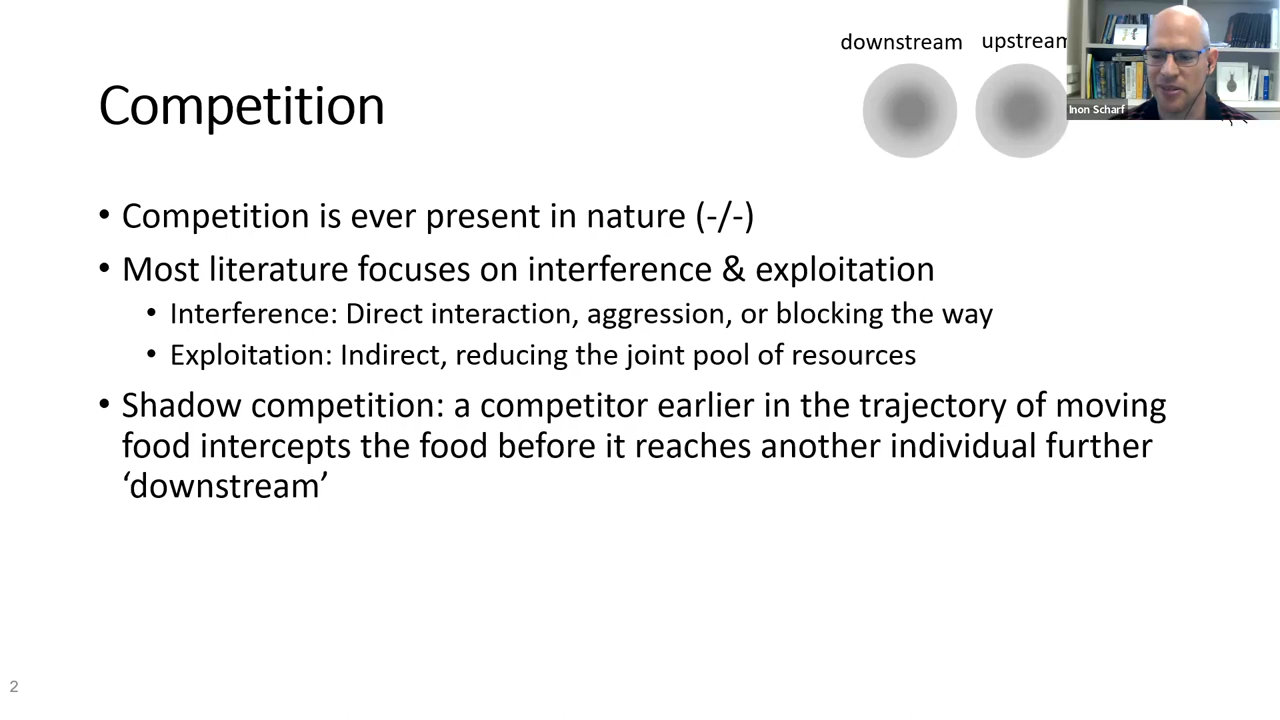 downstream upstream
Inon Scharf
Competition
• Competition is ever present in nature (-/-)
• Most literature focuses on interference & exploitation
• Interference: Direct interaction, aggression, or blocking the way
• Exploitation: Indirect, reducing the joint pool of resources
• Shadow competition: a competitor earlier in the trajectory of moving
food intercepts the food before it reaches another individual further
‘downstream’
2